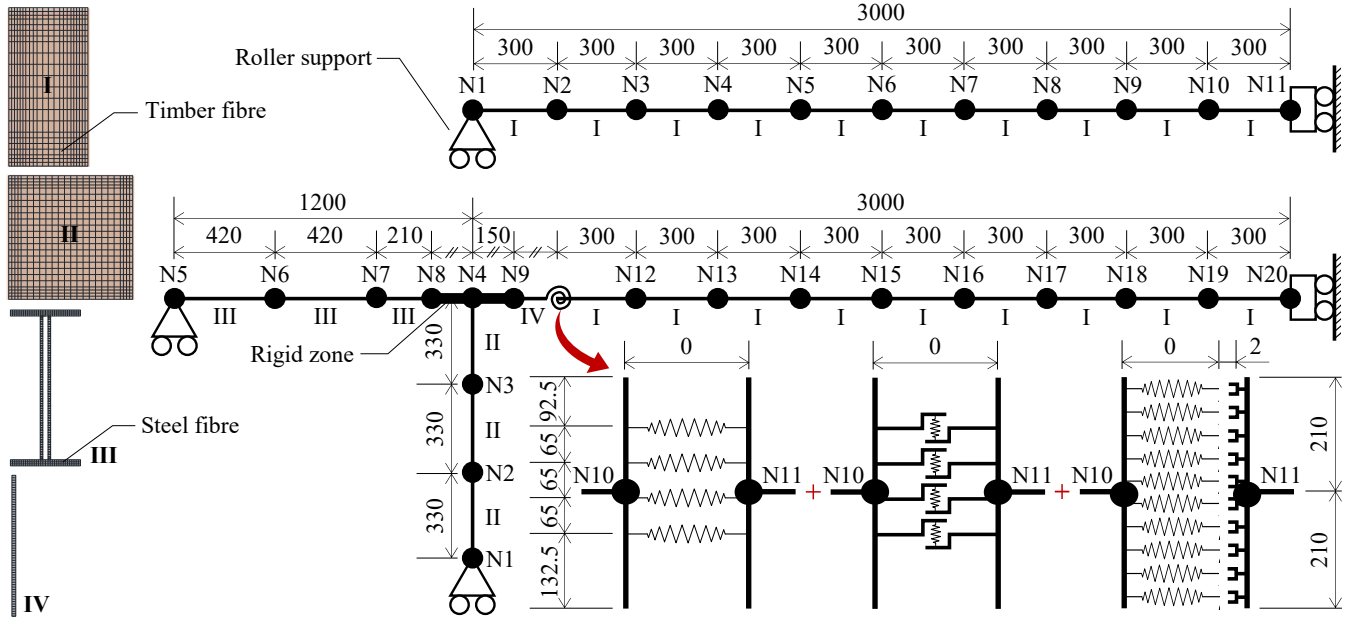 3000
300 300 300 300 300 300 300 300 300 300
Roller support
N1 N2 N3 N4 N5 N6 N7 N8 N9 N10 N11
I
Timber fibre
I I I I I I I I I I
1200 3000
II
420 420 210 150 300 300 300 300 300 300 300 300 300
N5 N6 N7 N8 N4 N9 N12 N13 N14 N15 N16 N17 N18 N19 N20
III III III IV I I I I I I I I I
Rigid zone
330 II
N3
330 II
N2
330 II
N1
Steel fibre
III
IV
0 0 0 2
92.5
65
65
65
132.5
N10 N11 + N10 N11 + N10 N11
210
210